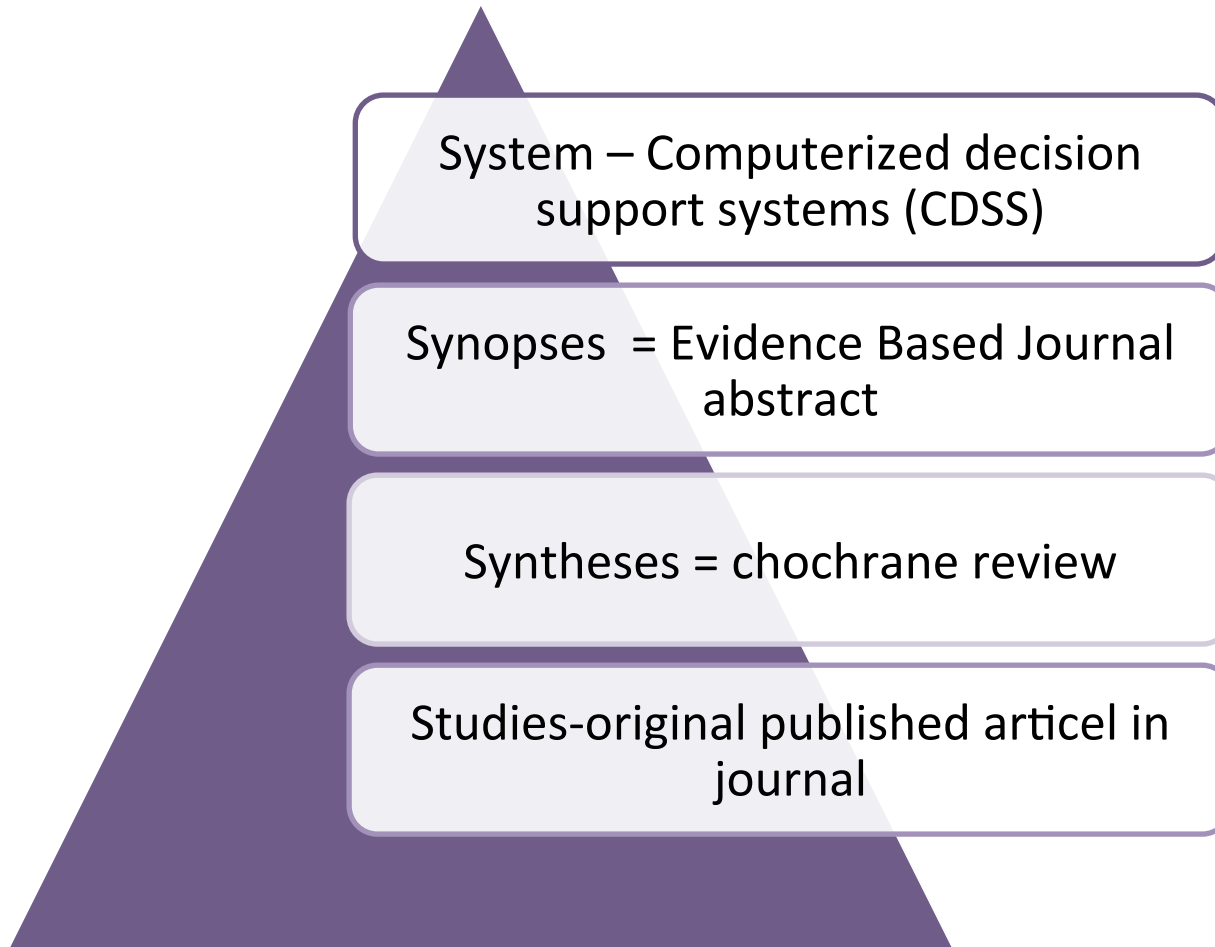 System – Computerized decision
support systems (CDSS)
Synopses  = Evidence Based Journal
abstract
Syntheses = chochrane review
Studies-original published articel in
journal